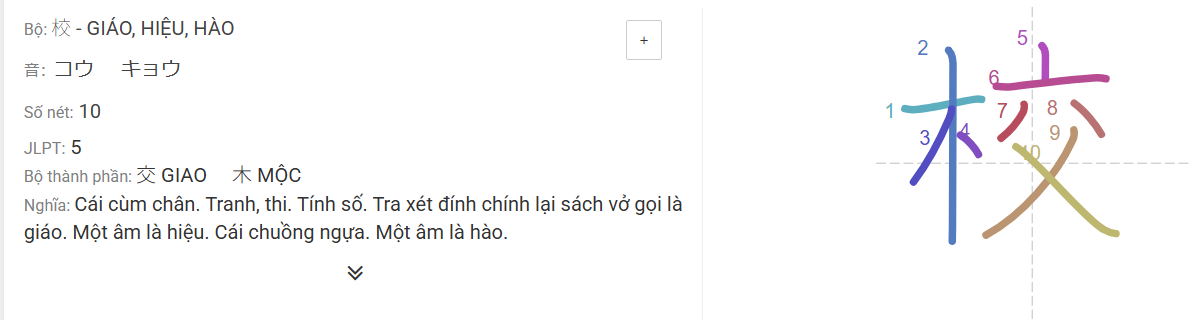 Bộ: 校 - GIÁO, HIỆU, HÀO
+
音: コウ キョウ
Số nét: 10
JLPT: 5
Bộ thành phần: 交 GIAO 木 MỘC
Nghĩa: Cái cùm chân. Tranh, thi. Tính số. Tra xét đính chính lại sách vở gọi là
giáo. Một âm là hiệu. Cái chuồng ngựa. Một âm là hào.
校
1
2
3
4
5
6
7
8
9
10